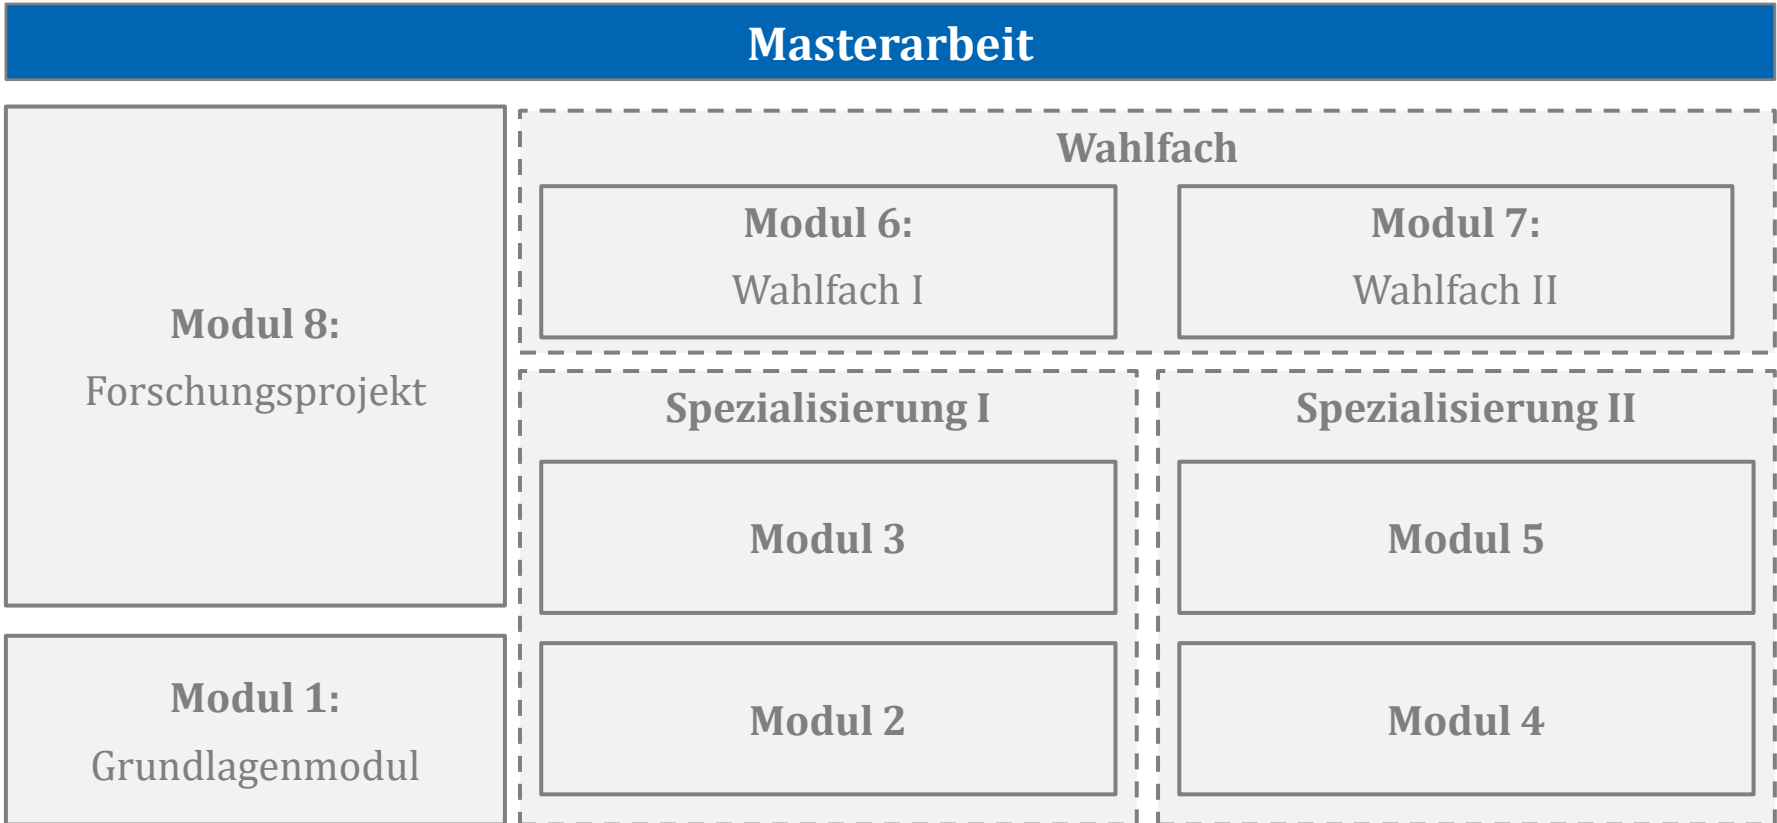 Masterarbeit
Modul 8:
Forschungsprojekt
Wahlfach
Modul 6:
Wahlfach I
Modul 7:
Wahlfach II
Spezialisierung I
Modul 3
Modul 2
Spezialisierung II
Modul 5
Modul 4
Modul 1:
Grundlagenmodul